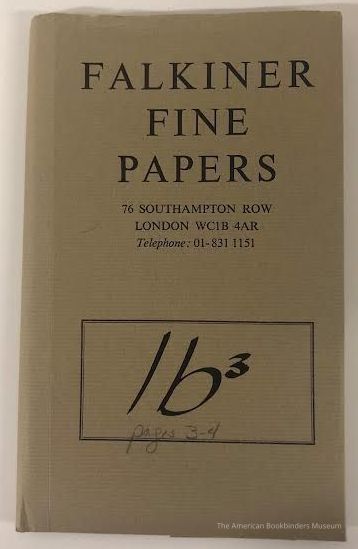 FALKINER
FINE
PAPERS
76 SOUTHAMPTON ROW
LONDON WC1B 4AR
Telephone: 01-831 1151
1b³
pages 3-4
The American Bookbinders Museum